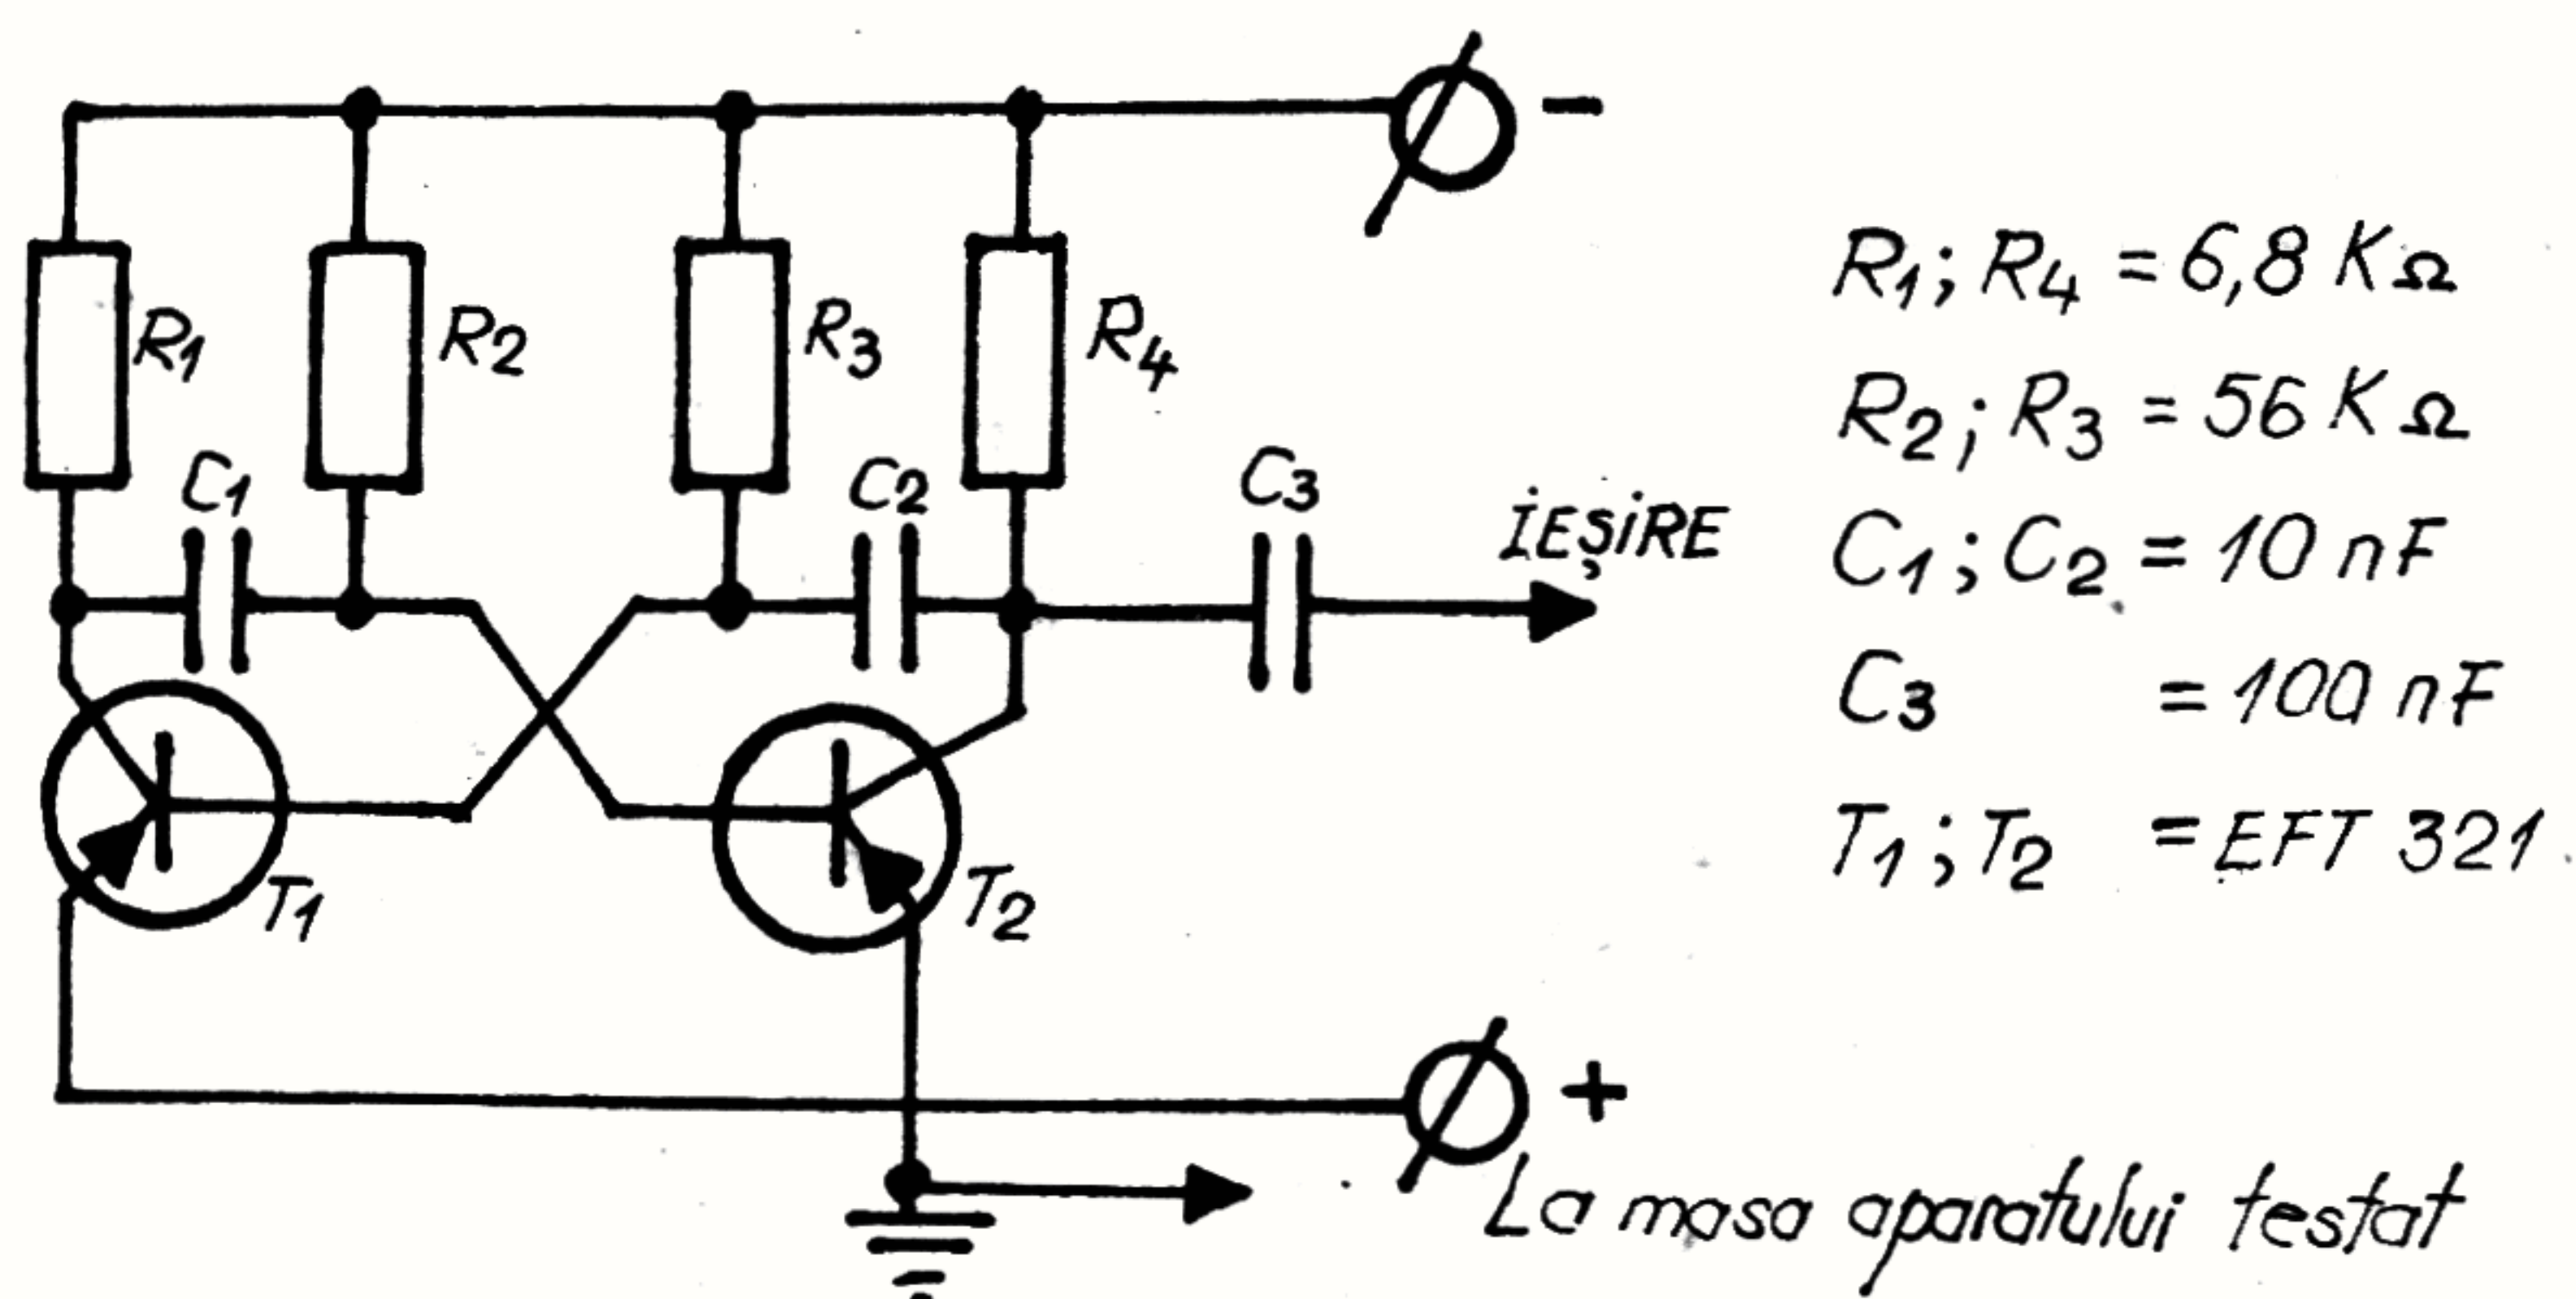 −
R1
R2
R3
R4
C1
C2
C3
IEȘIRE
T1
T2
+
La masa aparatului testat
R1; R4 = 6,8 KΩ
R2; R3 = 56 KΩ
C1; C2 = 10 nF
C3 = 100 nF
T1; T2 = EFT 321.